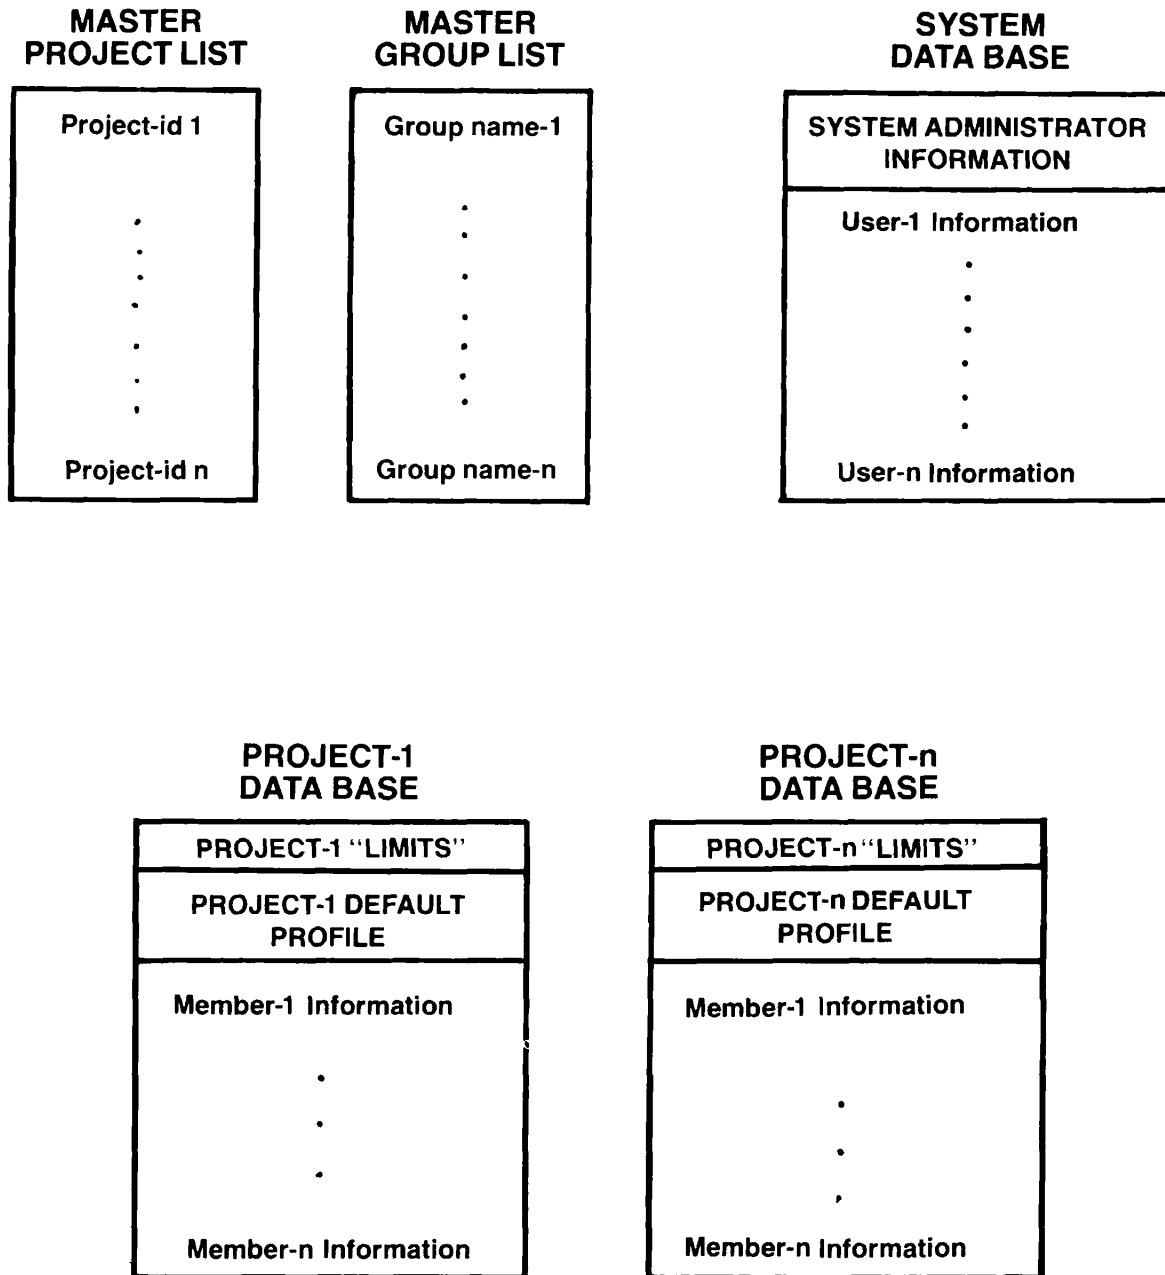 MASTER
PROJECT LIST
Project-id 1
Project-id n
MASTER
GROUP LIST
Group name-1
Group name-n
SYSTEM
DATA BASE
SYSTEM ADMINISTRATOR
INFORMATION
User-1 Information
User-n Information
PROJECT-1
DATA BASE
PROJECT-1 “LIMITS”
PROJECT-1 DEFAULT
PROFILE
Member-1 Information
Member-n Information
PROJECT-n
DATA BASE
PROJECT-n “LIMITS”
PROJECT-n DEFAULT
PROFILE
Member-1 Information
Member-n Information